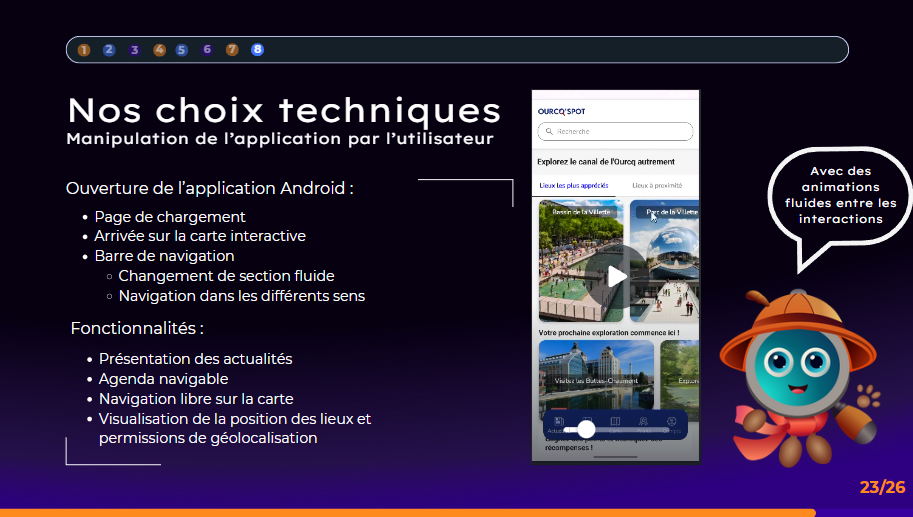 1 2 3 4 5 6 7 8
Nos choix techniques
Manipulation de l'application par l'utilisateur
Ouverture de l'application Android :
Page de chargement
Arrivée sur la carte interactive
Barre de navigation
Changement de section fluide
Navigation dans les différents sens
Fonctionnalités :
Présentation des actualités
Agenda navigable
Navigation libre sur la carte
Visualisation de la position des lieux et
permissions de géolocalisation
OURCQ'SPOT
Recherche
Explorez le canal de l'Ourcq autrement
Lieux les plus appréciés
Lieux à proximité
Bassin de la Villette
Parc de la Villette
Votre prochaine exploration commence ici !
Visitez les Buttes-Chaumont
Explore
récompenses !
Avec des
animations
fluides entre les
interactions
23/26